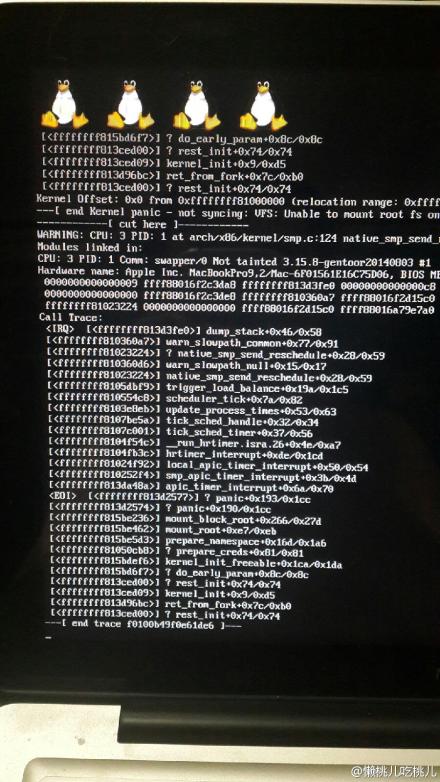 [<ffffffff815bd6f7>] ? do_early_param+0x8c/0x8c
[<ffffffff813ced00>] ? rest_init+0x74/0x74
[<ffffffff813ced09>] kernel_init+0x9/0xd5
[<ffffffff813d96bc>] ret_from_fork+0x7c/0xb0
[<ffffffff813ced00>] ? rest_init+0x74/0x74
Kernel Offset: 0x0 from 0xffffffff81000000 (relocation range: 0xffff
---[ end Kernel panic - not syncing: VFS: Unable to mount root fs on
------------[ cut here ]------------
WARNING: CPU: 3 PID: 1 at arch/x86/kernel/smp.c:124 native_smp_send_r
Modules linked in:
CPU: 3 PID: 1 Comm: swapper/0 Not tainted 3.15.8-gentoor20140803 #1
Hardware name: Apple Inc. MacBookPro9,2/Mac-6F01561E16C75D06, BIOS ME
0000000000000009 ffff88016f2c3da8 ffffffff813d3fe0 00000000000000c8
0000000000000000 ffff88016f2c3de8 ffffffff810360a7 ffff88016f2d15c0
ffffffff81023224 0000000000000000 ffff88016f2d15c0 ffff88016a79e7a0
Call Trace:
<IRQ> [<ffffffff813d3fe0>] dump_stack+0x46/0x58
[<ffffffff810360a7>] warn_slowpath_common+0x77/0x91
[<ffffffff81023224>] ? native_smp_send_reschedule+0x28/0x59
[<ffffffff810360d6>] warn_slowpath_null+0x15/0x17
[<ffffffff81023224>] native_smp_send_reschedule+0x28/0x59
[<ffffffff8105dbf9>] trigger_load_balance+0x19a/0x1c5
[<ffffffff810554c8>] scheduler_tick+0x7a/0x82
[<ffffffff8103e8eb>] update_process_times+0x53/0x63
[<ffffffff8107be5a>] tick_sched_handle+0x32/0x34
[<ffffffff8107c001>] tick_sched_timer+0x37/0x56
[<ffffffff8104f54c>] __run_hrtimer.isra.26+0x4e/0xa7
[<ffffffff8104fb3c>] hrtimer_interrupt+0xde/0x1cd
[<ffffffff81024f92>] local_apic_timer_interrupt+0x50/0x54
[<ffffffff810252f4>] smp_apic_timer_interrupt+0x3b/0x4d
[<ffffffff813da48a>] apic_timer_interrupt+0x6a/0x70
<EOI> [<ffffffff813d2577>] ? panic+0x193/0x1cc
[<ffffffff813d2574>] ? panic+0x190/0x1cc
[<ffffffff815be236>] mount_block_root+0x266/0x27d
[<ffffffff815be462>] mount_root+0xe7/0xeb
[<ffffffff815be5d3>] prepare_namespace+0x16d/0x1a6
[<ffffffff81050cb8>] ? prepare_creds+0x81/0x81
[<ffffffff815bdef6>] kernel_init_freeable+0x1ca/0x1da
[<ffffffff815bd6f7>] ? do_early_param+0x8c/0x8c
[<ffffffff813ced00>] ? rest_init+0x74/0x74
[<ffffffff813ced09>] kernel_init+0x9/0xd5
[<ffffffff813d96bc>] ret_from_fork+0x7c/0xb0
[<ffffffff813ced00>] ? rest_init+0x74/0x74
---[ end trace f0100b49f0e61de6 ]---
@懒桃儿吃桃儿